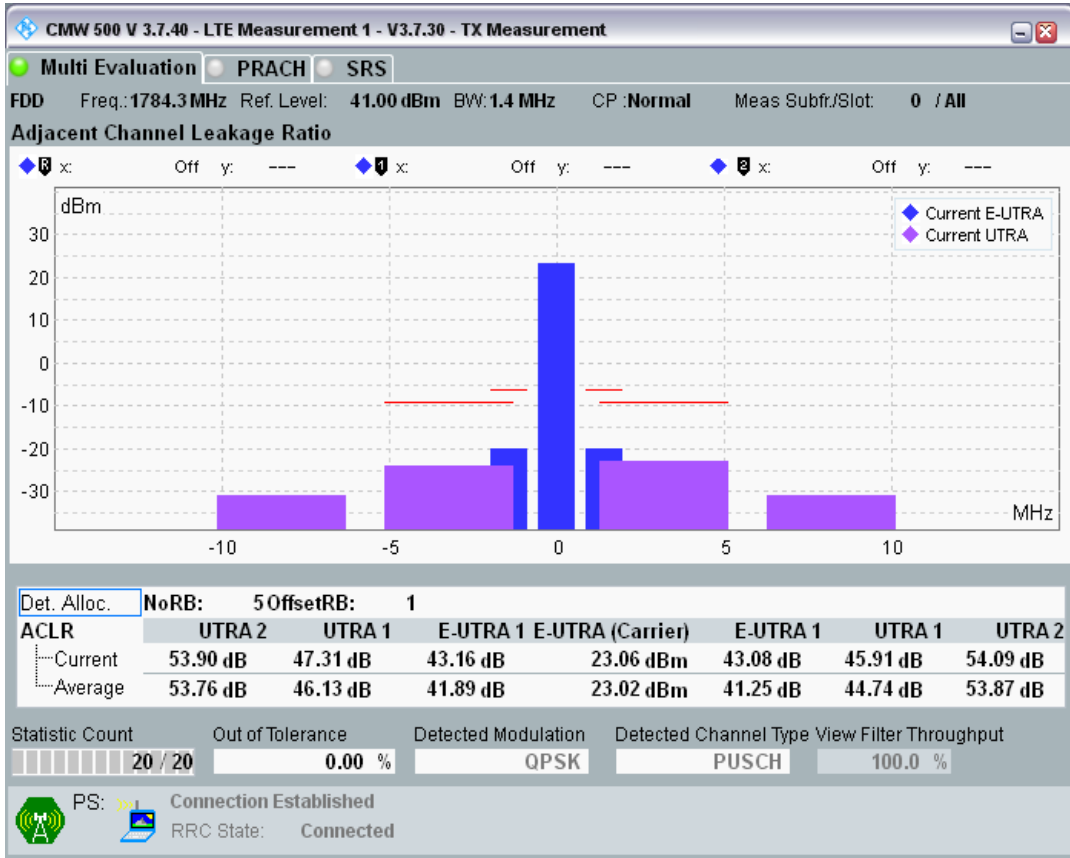 CMW 500 V 3.7.40 - LTE Measurement 1 - V3.7.30 - TX Measurement
Multi Evaluation PRACH SRS
FDD Freq.:1784.3 MHz Ref. Level: 41.00 dBm BW: 1.4 MHz CP :Normal Meas Subfr./Slot: 0 / All
Adjacent Channel Leakage Ratio
R x: Off y: --- 1 x: Off y: --- 2 x: Off y: ---
dBm
Current E-UTRA
Current UTRA
30
20
10
0
-10
-20
-30
MHz
-10 -5 0 5 10
Det. Alloc. NoRB: 5 OffsetRB: 1
ACLR UTRA 2 UTRA 1 E-UTRA 1 E-UTRA (Carrier) E-UTRA 1 UTRA 1 UTRA 2
Current 53.90 dB 47.31 dB 43.16 dB 23.06 dBm 43.08 dB 45.91 dB 54.09 dB
Average 53.76 dB 46.13 dB 41.89 dB 23.02 dBm 41.25 dB 44.74 dB 53.87 dB
Statistic Count Out of Tolerance Detected Modulation Detected Channel Type View Filter Throughput
20 / 20 0.00 % QPSK PUSCH 100.0 %
PS: Connection Established
RRC State: Connected